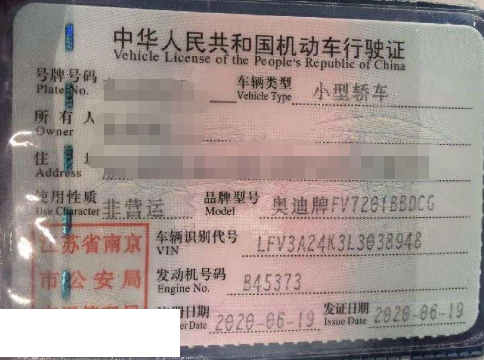 中华人民共和国机动车行驶证
Vehicle License of the People's Republic of China
号牌号码
Plate No.
车辆类型 小型轿车
Vehicle Type
所有人
Owner
住址
Address
使用性质 非营运
Use Character
品牌型号 奥迪牌FV7201BBDCG
Model
江苏省南京
市公安局
车辆识别代号 LFV3A24K3L3038948
VIN
发动机号码 B45373
Engine No.
注册日期 2020-06-19
Date
发证日期 2020-06-19
Issue Date